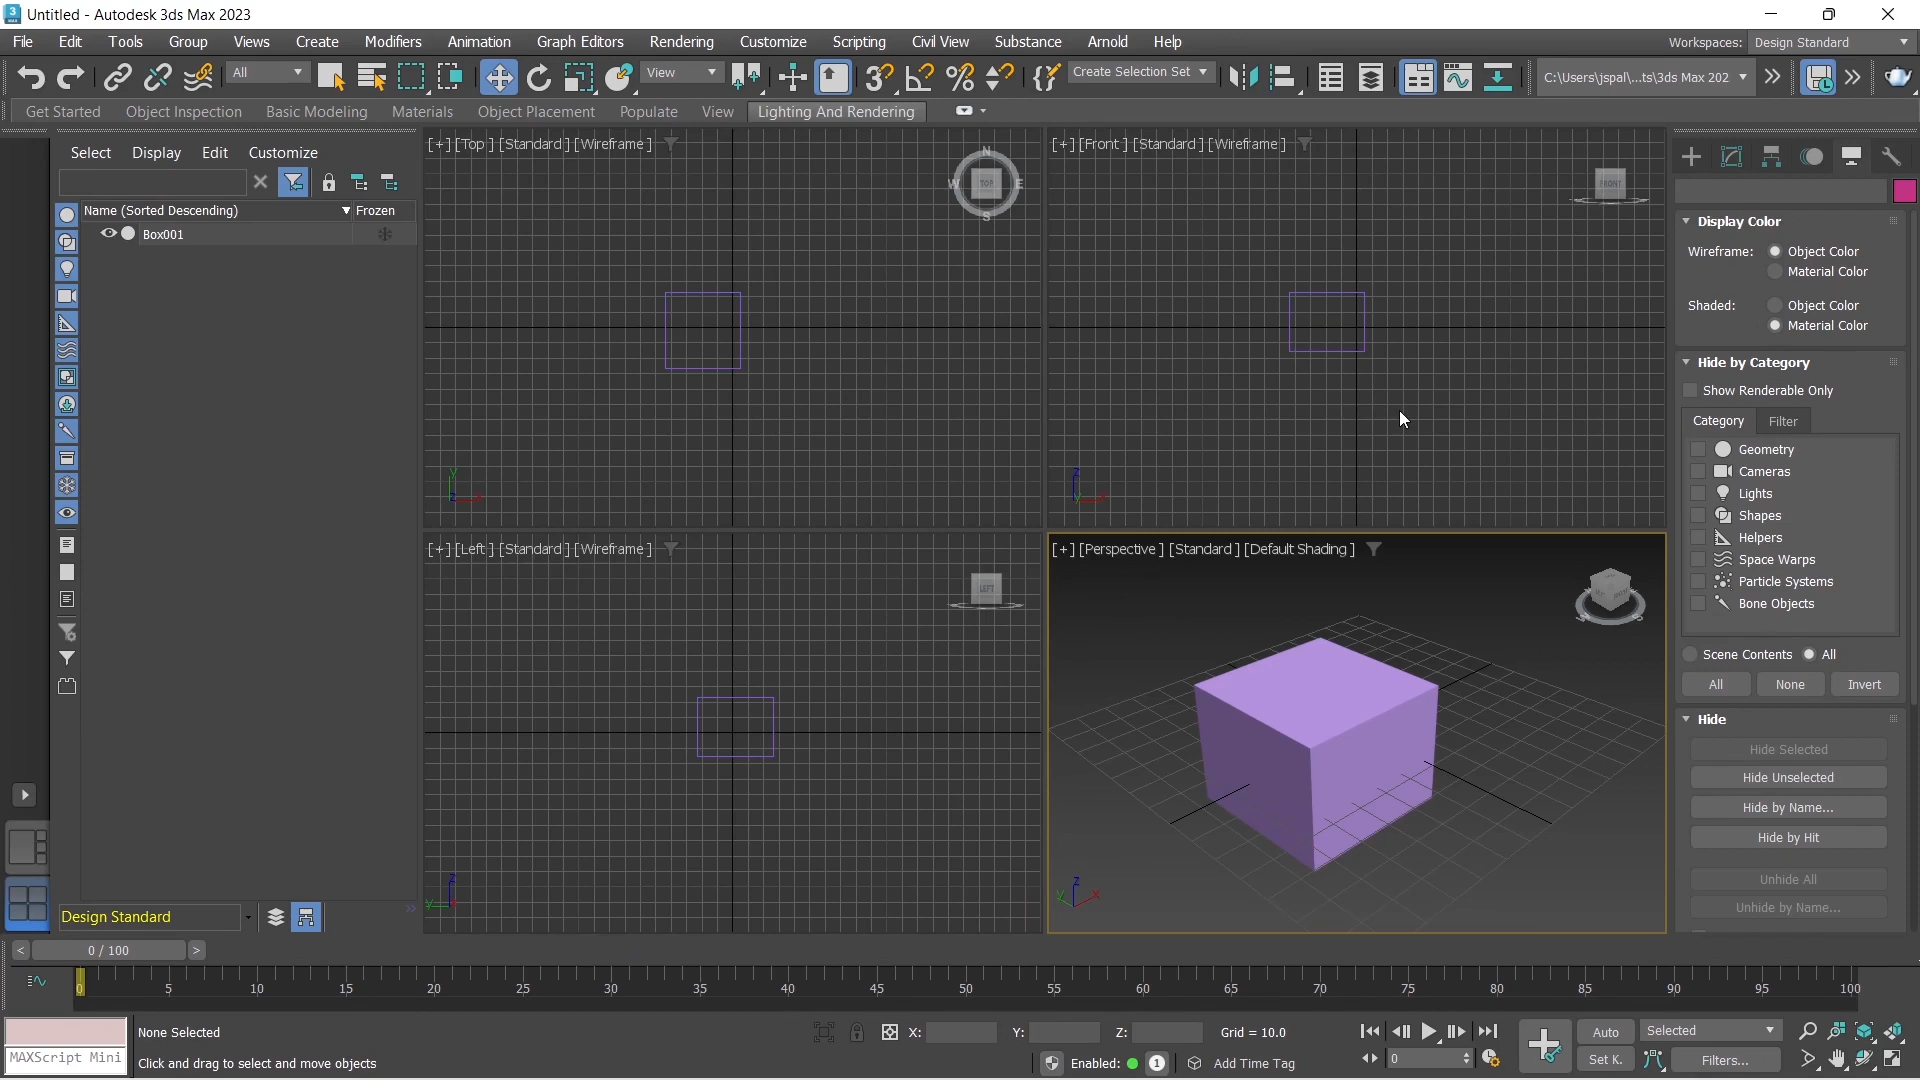 Untitled - Autodesk 3ds Max 2023
File Edit Tools Group Views Create Modifiers Animation Graph Editors Rendering Customize Scripting Civil View Substance Arnold Help Workspaces: Design Standard
All View Create Selection Set C:\Users\jspal\...ts\3ds Max 202
Get Started Object Inspection Basic Modeling Materials Object Placement Populate View Lighting And Rendering
Select Display Edit Customize
Name (Sorted Descending) Frozen
Box001
[+] [Top ] [Standard ] [Wireframe ]
N
W TOP E
S
y
z x
[+] [Front ] [Standard ] [Wireframe ]
FRONT
z
y x
[+] [Left ] [Standard ] [Wireframe ]
LEFT
z
y x
[+] [Perspective ] [Standard ] [Default Shading ]
z
y x
Display Color
Wireframe: Object Color
Material Color
Shaded: Object Color
Material Color
Hide by Category
Show Renderable Only
Category Filter
Geometry
Cameras
Lights
Shapes
Helpers
Space Warps
Particle Systems
Bone Objects
Scene Contents All
All None Invert
Hide
Hide Selected
Hide Unselected
Hide by Name...
Hide by Hit
Unhide All
Unhide by Name...
Design Standard
< 0 / 100 >
0 5 10 15 20 25 30 35 40 45 50 55 60 65 70 75 80 85 90 95 100
None Selected X: Y: Z: Grid = 10.0 Auto Selected
MAXScript Mini Click and drag to select and move objects Enabled: 1 Add Time Tag 0 Set K. Filters...